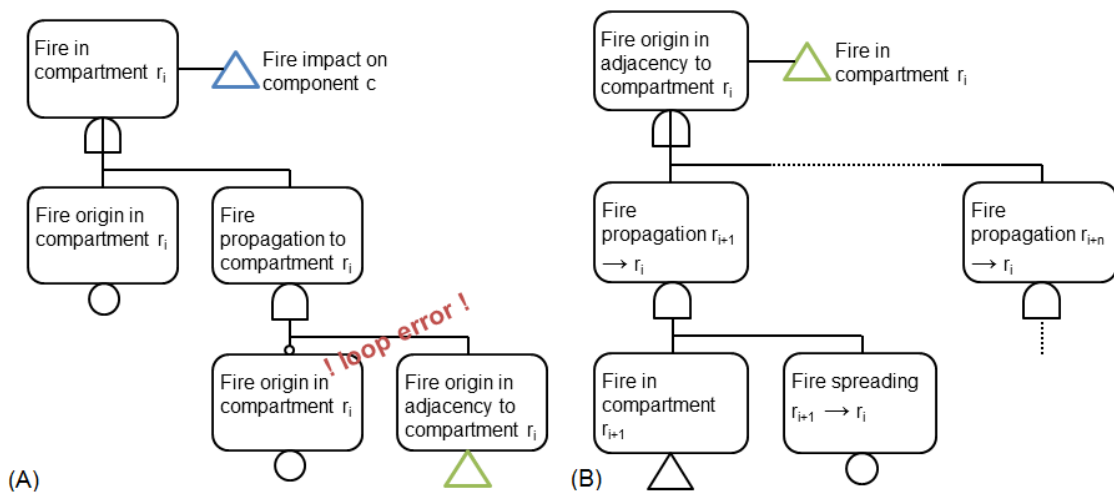 Fire in
compartment rᵢ
Fire impact on
component c
Fire origin in
compartment rᵢ
Fire
propagation to
compartment rᵢ
! loop error !
Fire origin in
compartment rᵢ
Fire origin in
adjacency to
compartment rᵢ
(A)
Fire origin in
adjacency to
compartment rᵢ
Fire in
compartment rᵢ
Fire
propagation rᵢ₊₁
→ rᵢ
Fire
propagation rᵢ₊ₙ
→ rᵢ
Fire in
compartment
rᵢ₊₁
Fire spreading
rᵢ₊₁ → rᵢ
(B)